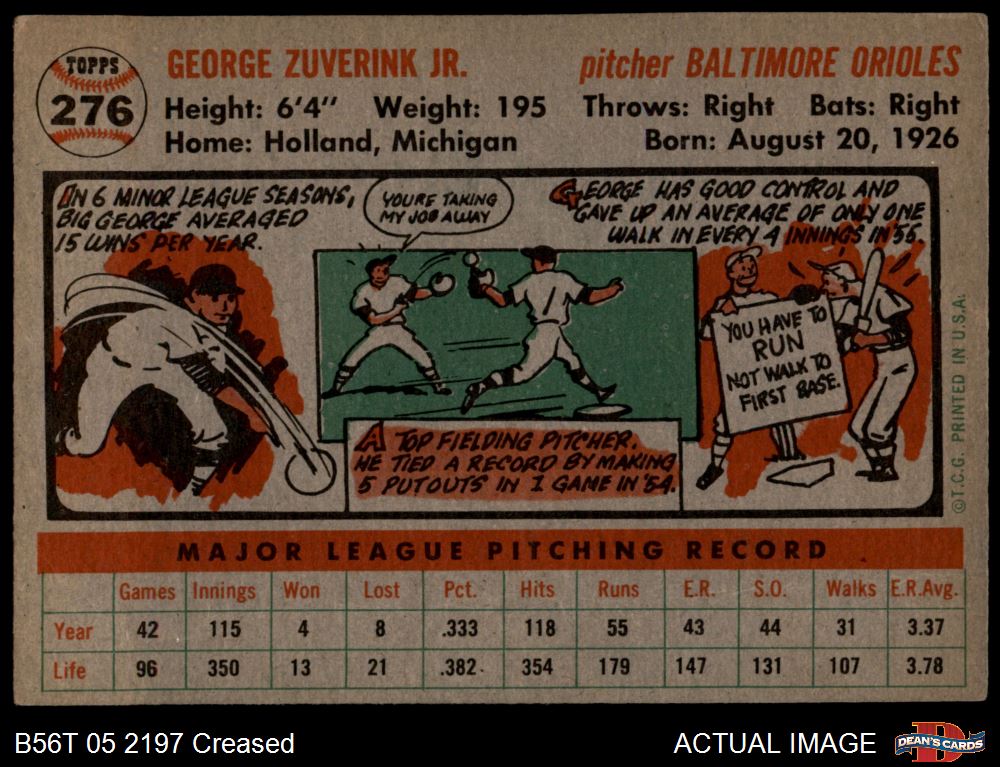 TOPPS
276
GEORGE ZUVERINK JR.
pitcher BALTIMORE ORIOLES
Height: 6'4" Weight: 195 Throws: Right Bats: Right
Home: Holland, Michigan Born: August 20, 1926
IN 6 MINOR LEAGUE SEASONS,
BIG GEORGE AVERAGED
15 WINS PER YEAR.
YOU'RE TAKING
MY JOB AWAY
A TOP FIELDING PITCHER.
HE TIED A RECORD BY MAKING
5 PUTOUTS IN 1 GAME IN '54.
GEORGE HAS GOOD CONTROL AND
GAVE UP AN AVERAGE OF ONLY ONE
WALK IN EVERY 4 INNINGS IN '55.
YOU HAVE TO
RUN
NOT WALK TO
FIRST BASE.
©T.C.G. PRINTED IN U.S.A.
MAJOR LEAGUE PITCHING RECORD
Games Innings Won Lost Pct. Hits Runs E.R. S.O. Walks E.R.Avg.
Year 42 115 4 8 .333 118 55 43 44 31 3.37
Life 96 350 13 21 .382 354 179 147 131 107 3.78
B56T 05 2197 Creased
ACTUAL IMAGE
D
DEAN'S CARDS